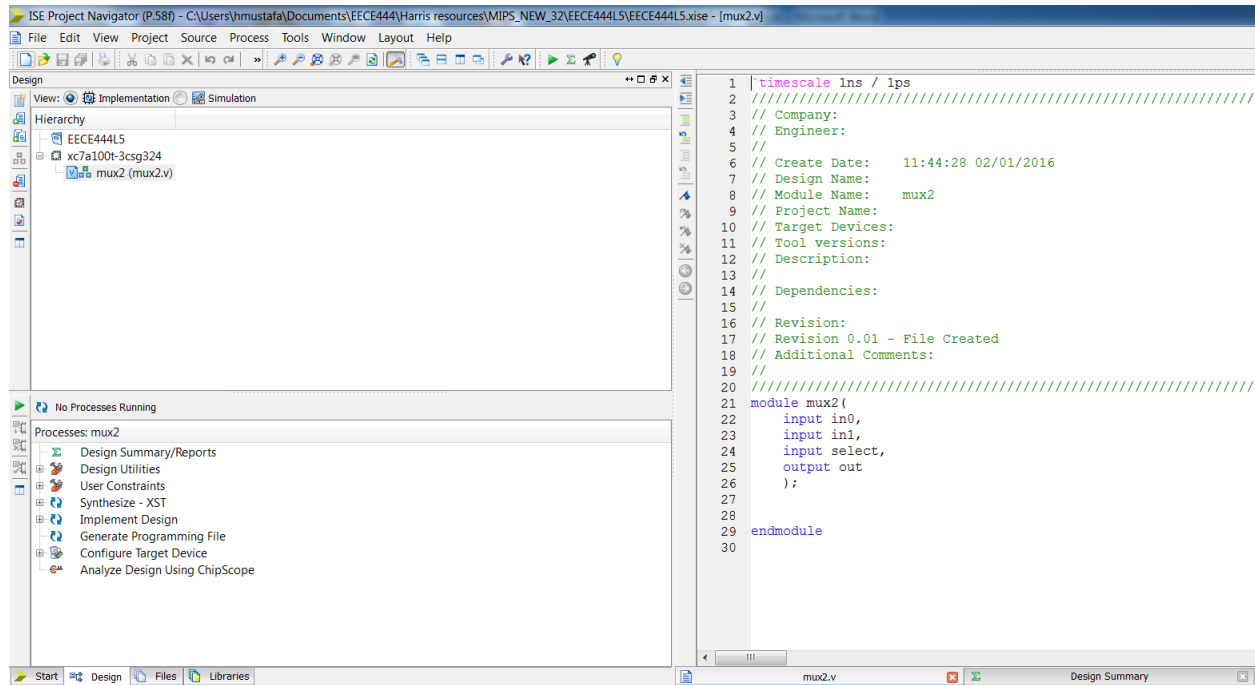 ISE Project Navigator (P.58f) - C:\Users\hmustafa\Documents\EECE444\Harris resources\MIPS_NEW_32\EECE444L5\EECE444L5.xise - [mux2.v]
File Edit View Project Source Process Tools Window Layout Help
Design
View: Implementation Simulation
Hierarchy
EECE444L5
xc7a100t-3csg324
mux2 (mux2.v)
No Processes Running
Processes: mux2
Design Summary/Reports
Design Utilities
User Constraints
Synthesize - XST
Implement Design
Generate Programming File
Configure Target Device
Analyze Design Using ChipScope
Start Design Files Libraries
1 `timescale 1ns / 1ps
2 ////////////////////////////////////////////////////////////////
3 // Company:
4 // Engineer:
5 //
6 // Create Date: 11:44:28 02/01/2016
7 // Design Name:
8 // Module Name: mux2
9 // Project Name:
10 // Target Devices:
11 // Tool versions:
12 // Description:
13 //
14 // Dependencies:
15 //
16 // Revision:
17 // Revision 0.01 - File Created
18 // Additional Comments:
19 //
20 ////////////////////////////////////////////////////////////////
21 module mux2(
22 input in0,
23 input in1,
24 input select,
25 output out
26 );
27
28
29 endmodule
30
mux2.v Design Summary